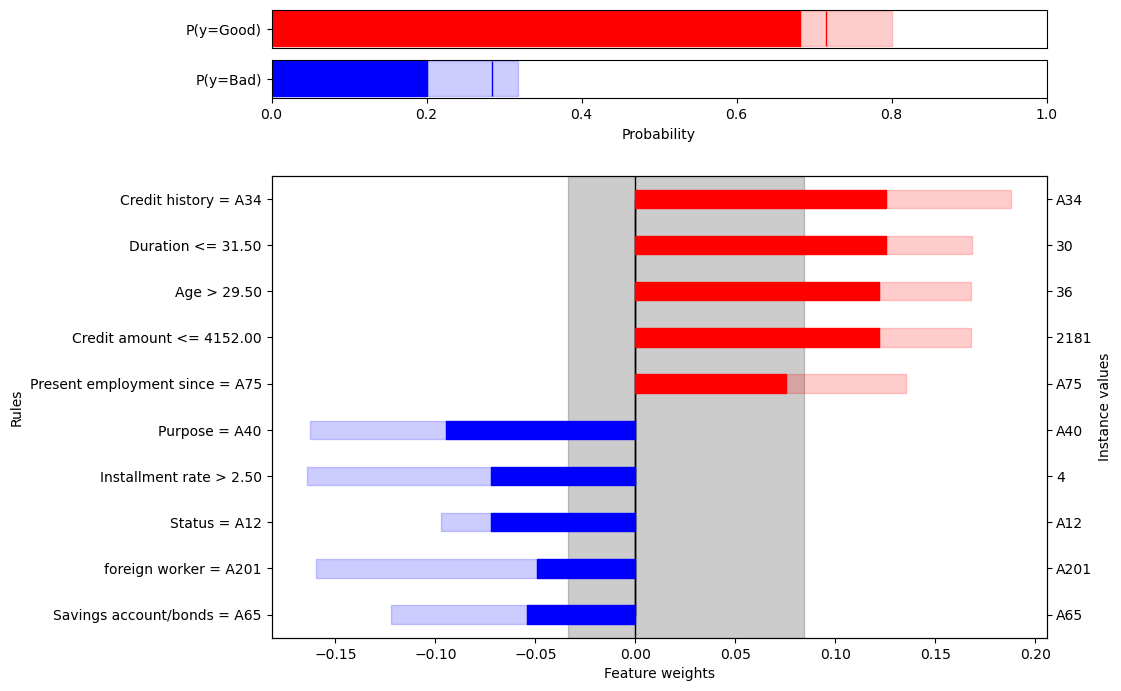 P(y=Good)
P(y=Bad)
0.0 0.2 0.4 0.6 0.8 1.0
Probability
Credit history = A34 A34
Duration <= 31.50 30
Age > 29.50 36
Credit amount <= 4152.00 2181
Present employment since = A75 A75
Rules
Instance values
Purpose = A40 A40
Installment rate > 2.50 4
Status = A12 A12
foreign worker = A201 A201
Savings account/bonds = A65 A65
−0.15 −0.10 −0.05 0.00 0.05 0.10 0.15 0.20
Feature weights